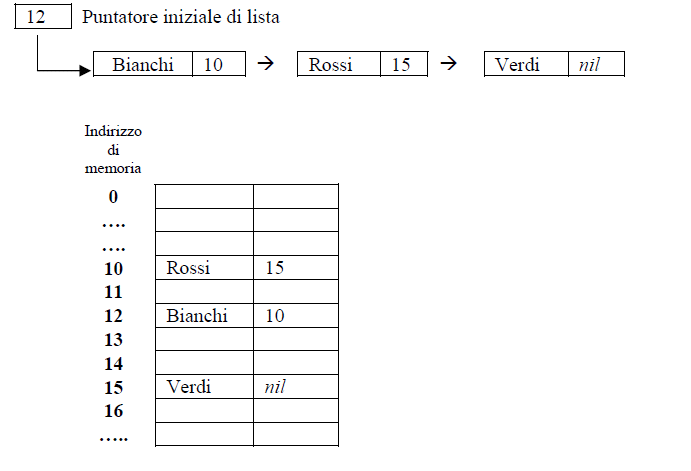 12 Puntatore iniziale di lista
Bianchi 10 → Rossi 15 → Verdi nil
Indirizzo
di
memoria
0
....
....
10 Rossi 15
11
12 Bianchi 10
13
14
15 Verdi nil
16
.....